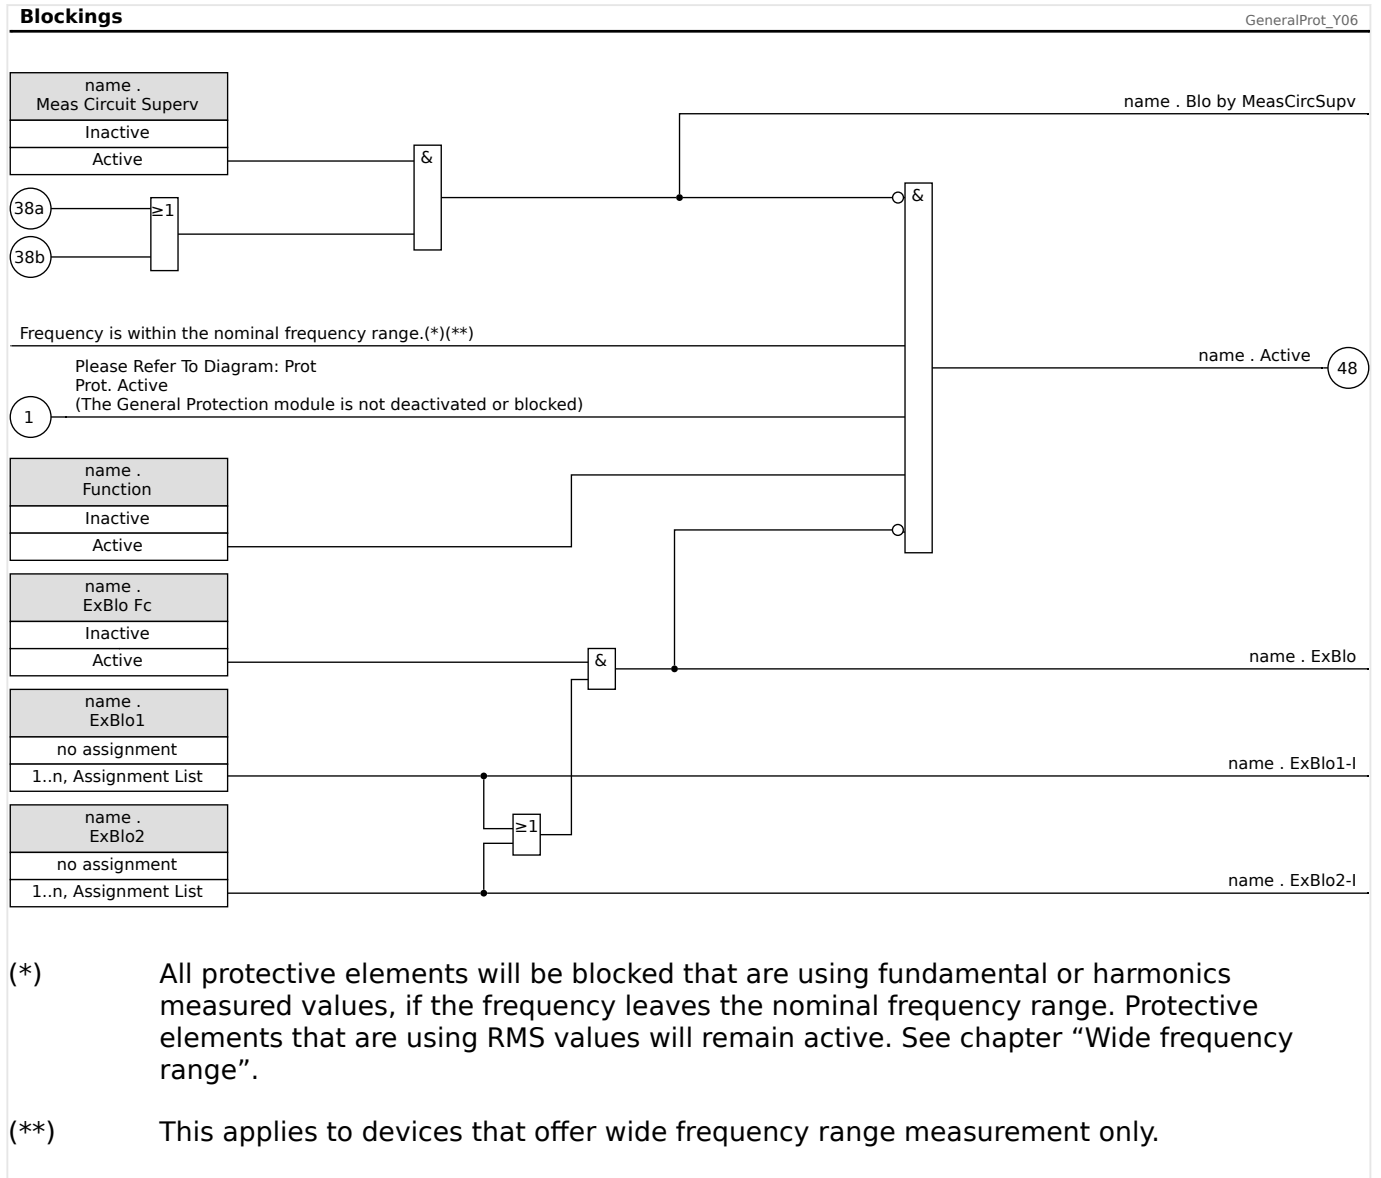 Blockings
GeneralProt_Y06
name .
Meas Circuit Superv
Inactive
Active
name . Blo by MeasCircSupv
&
&
38a
≥1
38b
Frequency is within the nominal frequency range.(*)(**)
name . Active
48
Please Refer To Diagram: Prot
Prot. Active
(The General Protection module is not deactivated or blocked)
1
name .
Function
Inactive
Active
name .
ExBlo Fc
Inactive
Active
&
name . ExBlo
name .
ExBlo1
no assignment
1..n, Assignment List
name . ExBlo1-I
≥1
name .
ExBlo2
no assignment
1..n, Assignment List
name . ExBlo2-I
(*) All protective elements will be blocked that are using fundamental or harmonics
measured values, if the frequency leaves the nominal frequency range. Protective
elements that are using RMS values will remain active. See chapter “Wide frequency
range”.
(**) This applies to devices that offer wide frequency range measurement only.